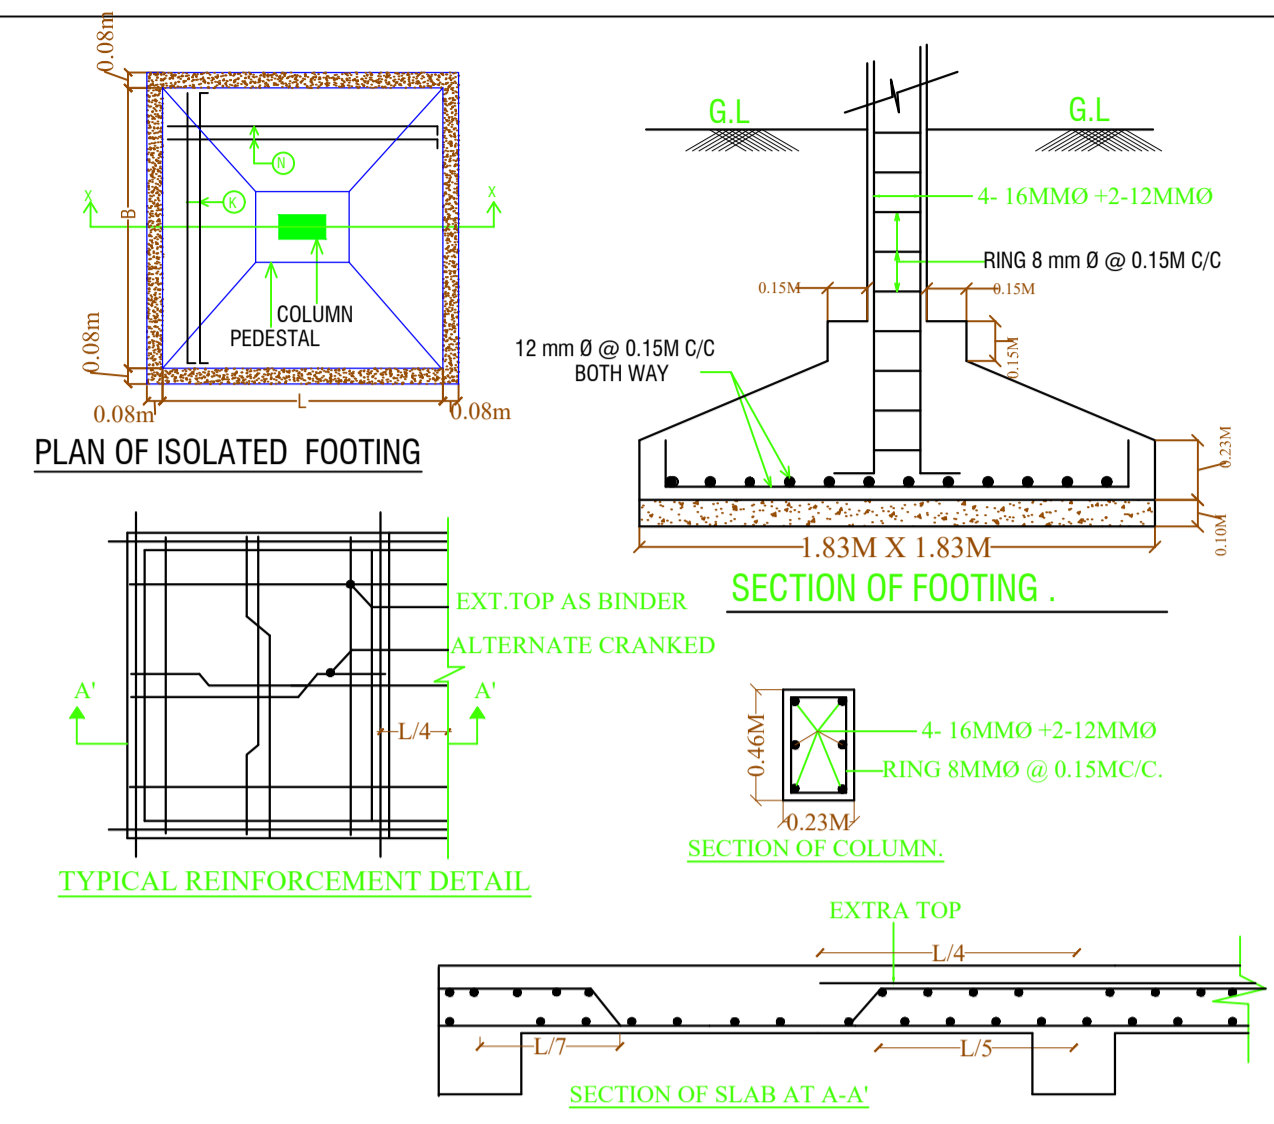 0.08m
N
K
X
X
B
COLUMN
PEDESTAL
0.08m
L
0.08m
0.08m
PLAN OF ISOLATED FOOTING
G.L
G.L
4- 16MMØ +2-12MMØ
RING 8 mm Ø @ 0.15M C/C
0.15M
0.15M
0.15M
12 mm Ø @ 0.15M C/C
BOTH WAY
0.23M
0.10M
1.83M X 1.83M
SECTION OF FOOTING .
EXT.TOP AS BINDER
ALTERNATE CRANKED
A'
A'
L/4
TYPICAL REINFORCEMENT DETAIL
0.46M
4- 16MMØ +2-12MMØ
RING 8MMØ @ 0.15MC/C.
0.23M
SECTION OF COLUMN.
EXTRA TOP
L/4
L/7
L/5
SECTION OF SLAB AT A-A'